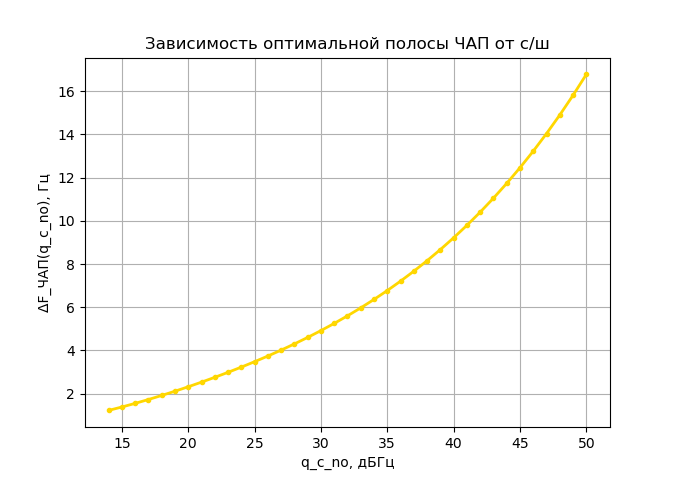 Зависимость оптимальной полосы ЧАП от с/ш
ΔF_ЧАП(q_c_no), Гц
16
14
12
10
8
6
4
2
15 20 25 30 35 40 45 50
q_c_no, дБГц